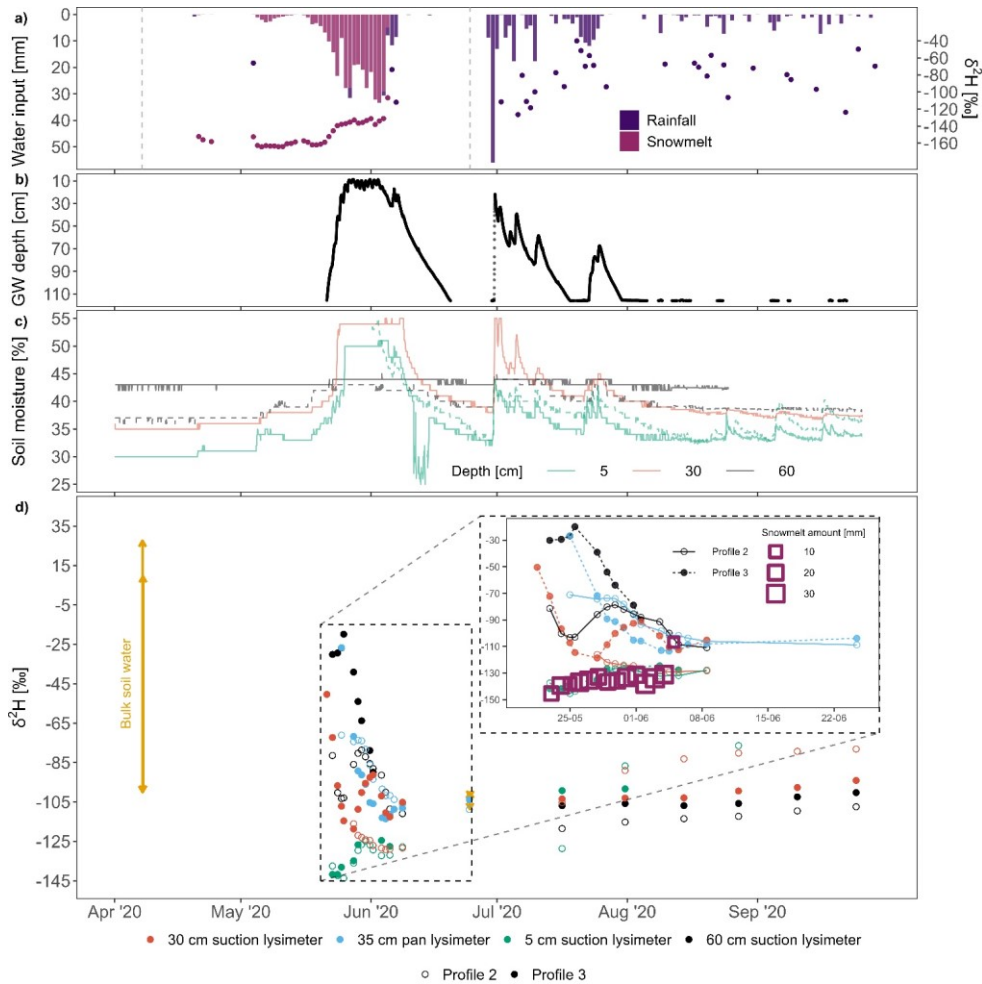 a)
0
10
20
30
40
50
Water input [mm]
-40
-60
-80
-100
-120
-140
-160
δ²H [‰]
Rainfall
Snowmelt
b)
10
30
50
70
90
110
GW depth [cm]
c)
55
50
45
40
35
30
25
Soil moisture [%]
Depth [cm] 5 30 60
d)
35
15
-5
-25
-45
-65
-85
-105
-125
-145
δ²H [‰]
Bulk soil water
-30
-50
-70
-90
-110
-130
-150
Profile 2
Profile 3
Snowmelt amount [mm]
10
20
30
25-05 01-06 08-06 15-06 22-06
Apr '20 May '20 Jun '20 Jul '20 Aug '20 Sep '20
30 cm suction lysimeter 35 cm pan lysimeter 5 cm suction lysimeter 60 cm suction lysimeter
Profile 2 Profile 3